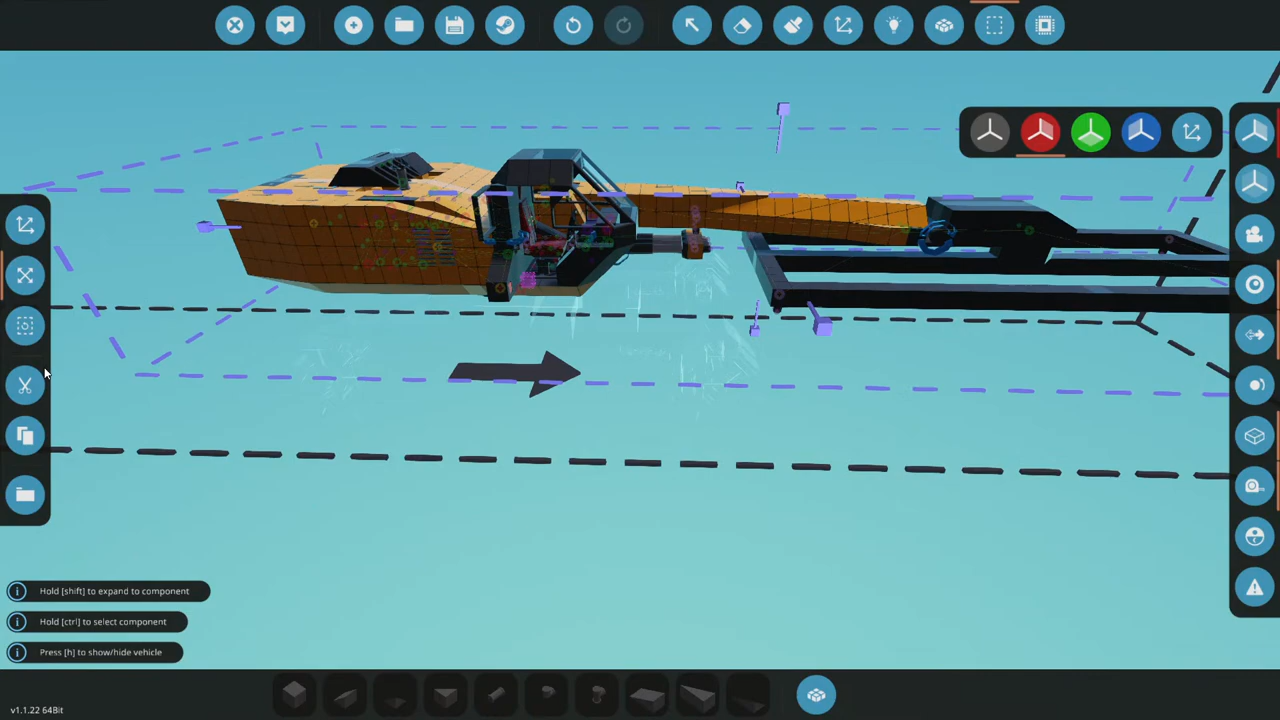 Hold [shift] to expand to component
Hold [ctrl] to select component
Press [h] to show/hide vehicle
v1.1.22 64Bit